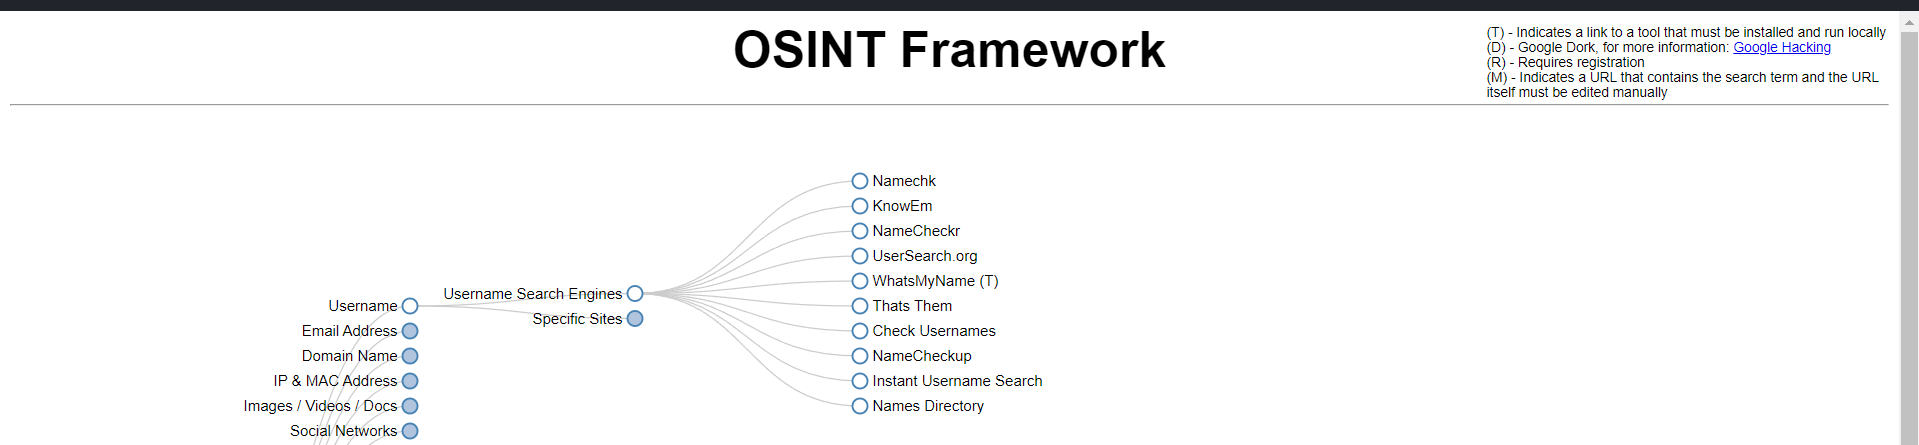 OSINT Framework
(T) - Indicates a link to a tool that must be installed and run locally
(D) - Google Dork, for more information: Google Hacking
(R) - Requires registration
(M) - Indicates a URL that contains the search term and the URL
itself must be edited manually
Username
Email Address
Domain Name
IP & MAC Address
Images / Videos / Docs
Social Networks
Username Search Engines
Specific Sites
Namechk
KnowEm
NameCheckr
UserSearch.org
WhatsMyName (T)
Thats Them
Check Usernames
NameCheckup
Instant Username Search
Names Directory